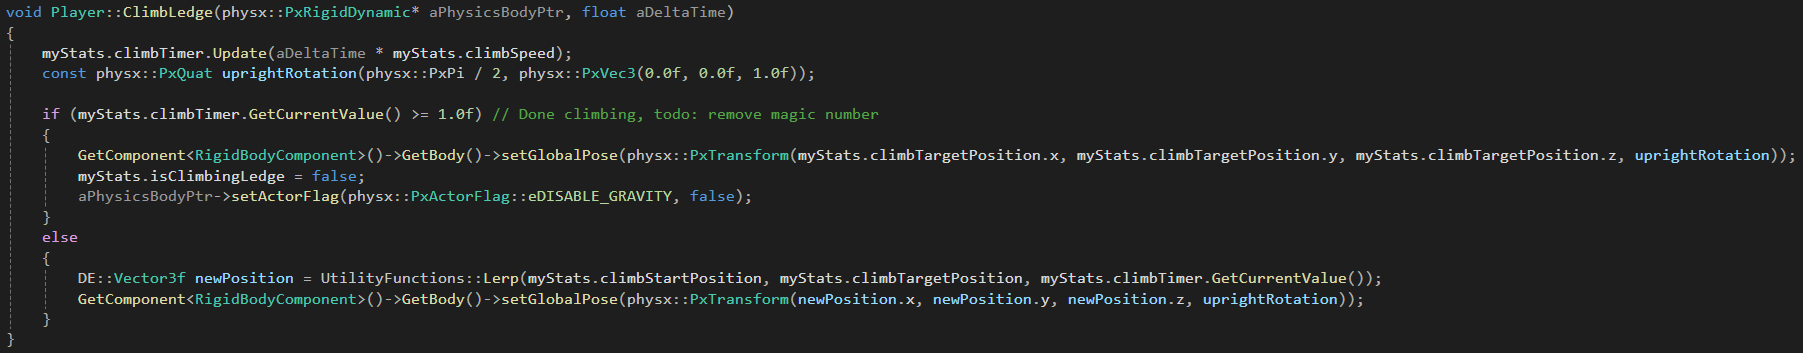 void Player::ClimbLedge(physx::PxRigidDynamic* aPhysicsBodyPtr, float aDeltaTime)
{
    myStats.climbTimer.Update(aDeltaTime * myStats.climbSpeed);
    const physx::PxQuat uprightRotation(physx::PxPi / 2, physx::PxVec3(0.0f, 0.0f, 1.0f));

    if (myStats.climbTimer.GetCurrentValue() >= 1.0f) // Done climbing, todo: remove magic number
    {
        GetComponent<RigidBodyComponent>()->GetBody()->setGlobalPose(physx::PxTransform(myStats.climbTargetPosition.x, myStats.climbTargetPosition.y, myStats.climbTargetPosition.z, uprightRotation));
        myStats.isClimbingLedge = false;
        aPhysicsBodyPtr->setActorFlag(physx::PxActorFlag::eDISABLE_GRAVITY, false);
    }
    else
    {
        DE::Vector3f newPosition = UtilityFunctions::Lerp(myStats.climbStartPosition, myStats.climbTargetPosition, myStats.climbTimer.GetCurrentValue());
        GetComponent<RigidBodyComponent>()->GetBody()->setGlobalPose(physx::PxTransform(newPosition.x, newPosition.y, newPosition.z, uprightRotation));
    }
}